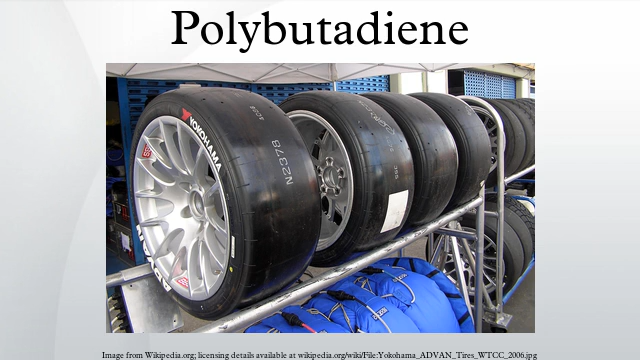 Polybutadiene
YOKOHAMA
N2378
ADVAN
Image from Wikipedia.org; licensing details available at wikipedia.org/wiki/File:Yokohama_ADVAN_Tires_WTCC_2006.jpg